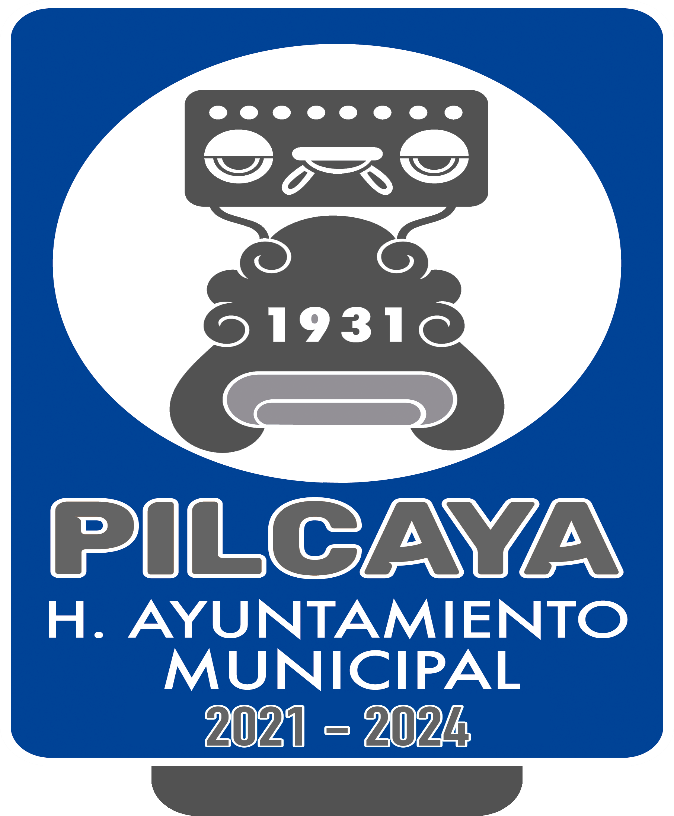 1931
PILCAYA
H. AYUNTAMIENTO
MUNICIPAL
2021 - 2024